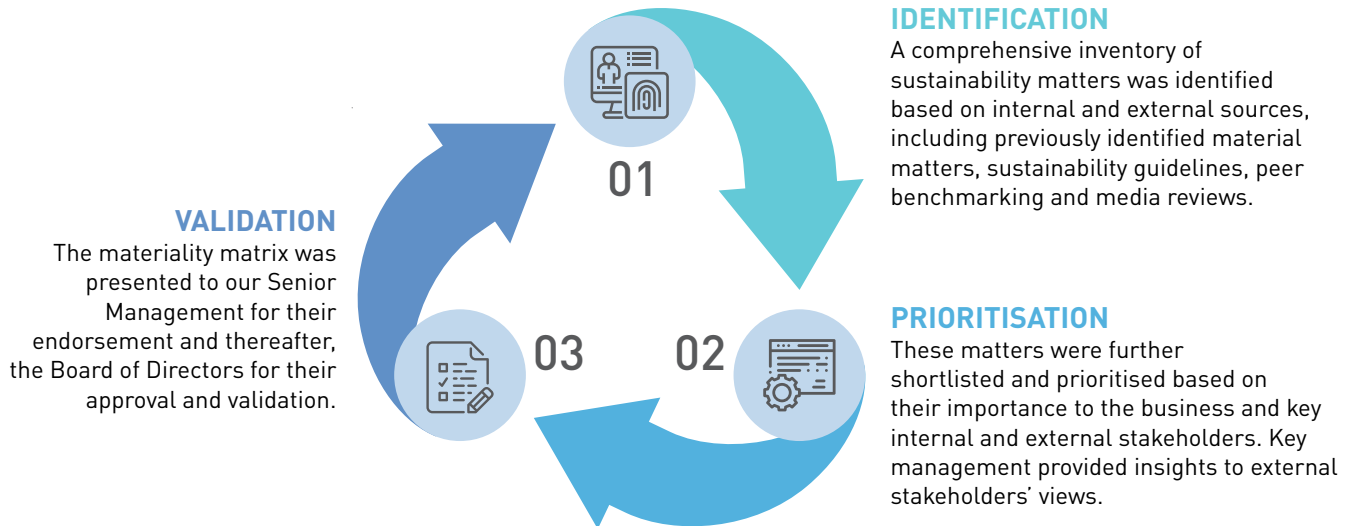 IDENTIFICATION
A comprehensive inventory of
sustainability matters was identified
based on internal and external sources,
including previously identified material
matters, sustainability guidelines, peer
benchmarking and media reviews.
01
VALIDATION
The materiality matrix was
presented to our Senior
Management for their
endorsement and thereafter,
the Board of Directors for their
approval and validation.
03
02
PRIORITISATION
These matters were further
shortlisted and prioritised based on
their importance to the business and key
internal and external stakeholders. Key
management provided insights to external
stakeholders’ views.